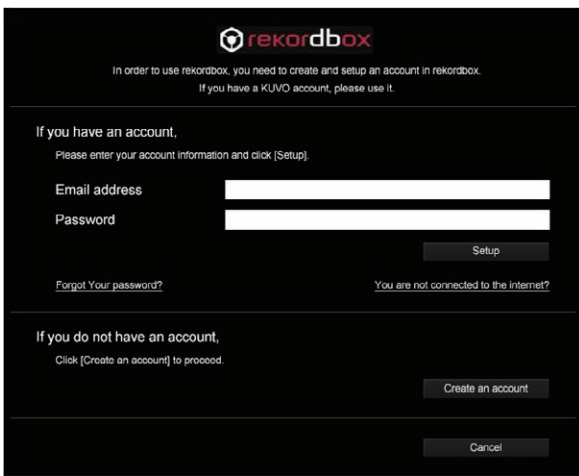 rekordbox
In order to use rekordbox, you need to create and setup an account in rekordbox.
If you have a KUVO account, please use it.
If you have an account,
Please enter your account information and click [Setup].
Email address
Password
Setup
Forgot Your password?
You are not connected to the internet?
If you do not have an account,
Click [Create an account] to proceed.
Create an account
Cancel